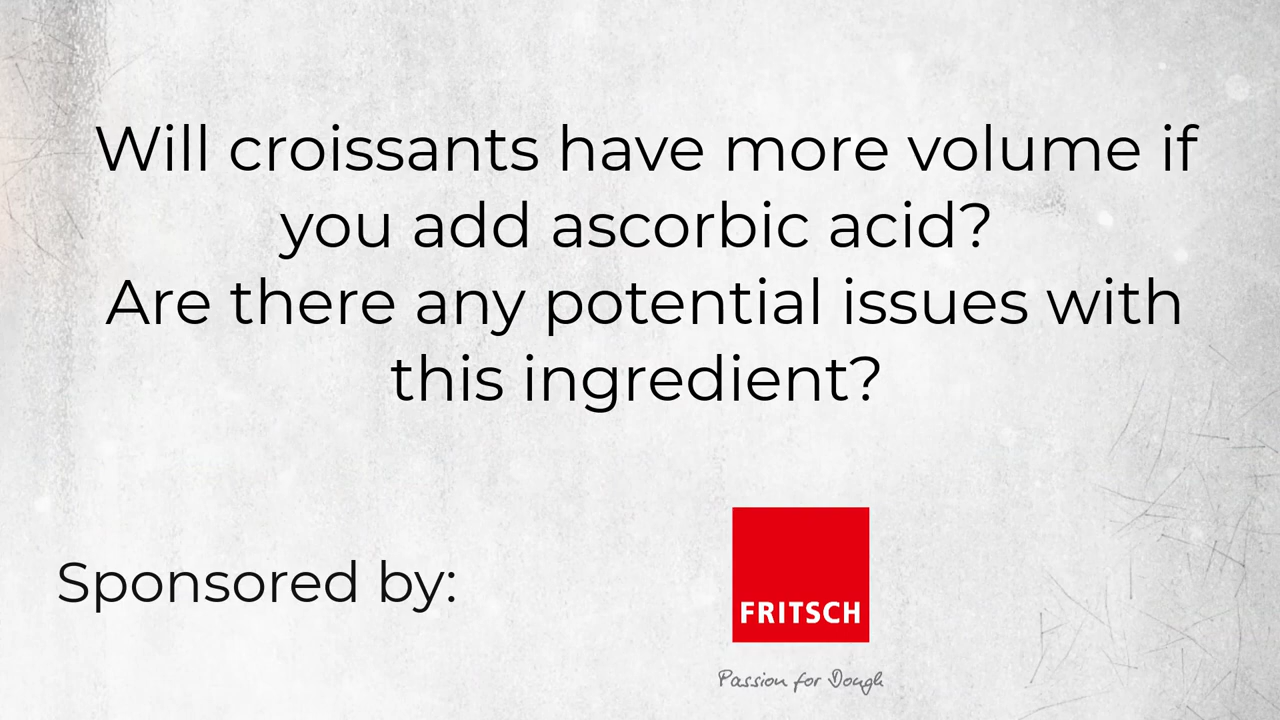 Will croissants have more volume if
you add ascorbic acid?
Are there any potential issues with
this ingredient?
Sponsored by:
FRITSCH
Passion for Dough